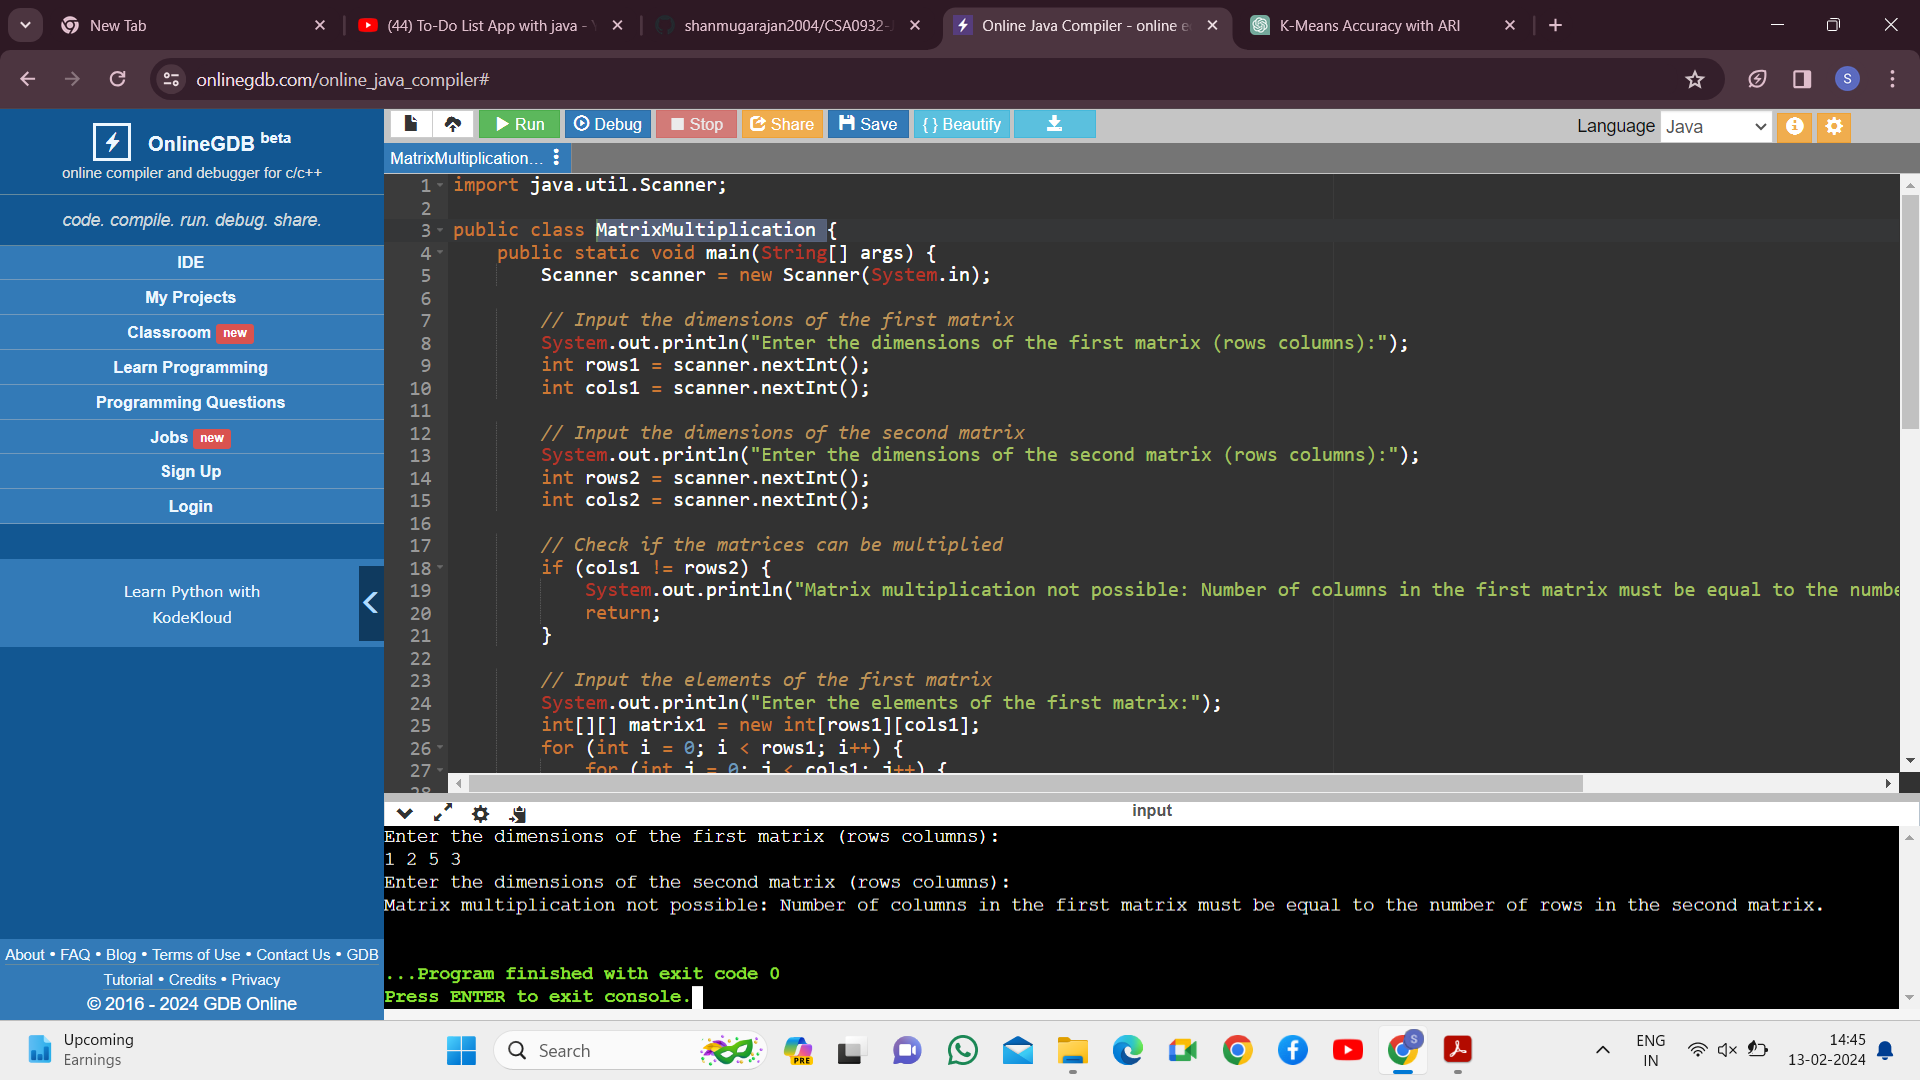 New Tab
(44) To-Do List App with java -
shanmugarajan2004/CSA0932-
Online Java Compiler - online e
K-Means Accuracy with ARI
onlinegdb.com/online_java_compiler#
S
OnlineGDB beta
online compiler and debugger for c/c++
code. compile. run. debug. share.
IDE
My Projects
Classroom new
Learn Programming
Programming Questions
Jobs new
Sign Up
Login
Learn Python with
KodeKloud
About • FAQ • Blog • Terms of Use • Contact Us • GDB
Tutorial • Credits • Privacy
© 2016 - 2024 GDB Online
Run Debug Stop Share Save { } Beautify
Language Java
MatrixMultiplication...
1 import java.util.Scanner;
2
3 public class MatrixMultiplication {
4 public static void main(String[] args) {
5 Scanner scanner = new Scanner(System.in);
6
7 // Input the dimensions of the first matrix
8 System.out.println("Enter the dimensions of the first matrix (rows columns):");
9 int rows1 = scanner.nextInt();
10 int cols1 = scanner.nextInt();
11
12 // Input the dimensions of the second matrix
13 System.out.println("Enter the dimensions of the second matrix (rows columns):");
14 int rows2 = scanner.nextInt();
15 int cols2 = scanner.nextInt();
16
17 // Check if the matrices can be multiplied
18 if (cols1 != rows2) {
19 System.out.println("Matrix multiplication not possible: Number of columns in the first matrix must be equal to the numbe
20 return;
21 }
22
23 // Input the elements of the first matrix
24 System.out.println("Enter the elements of the first matrix:");
25 int[][] matrix1 = new int[rows1][cols1];
26 for (int i = 0; i < rows1; i++) {
27 for (int j = 0; j < cols1; j++) {
28
input
Enter the dimensions of the first matrix (rows columns):
1 2 5 3
Enter the dimensions of the second matrix (rows columns):
Matrix multiplication not possible: Number of columns in the first matrix must be equal to the number of rows in the second matrix.
...Program finished with exit code 0
Press ENTER to exit console.
Upcoming
Earnings
Search
PRE
S
ENG
IN
14:45
13-02-2024